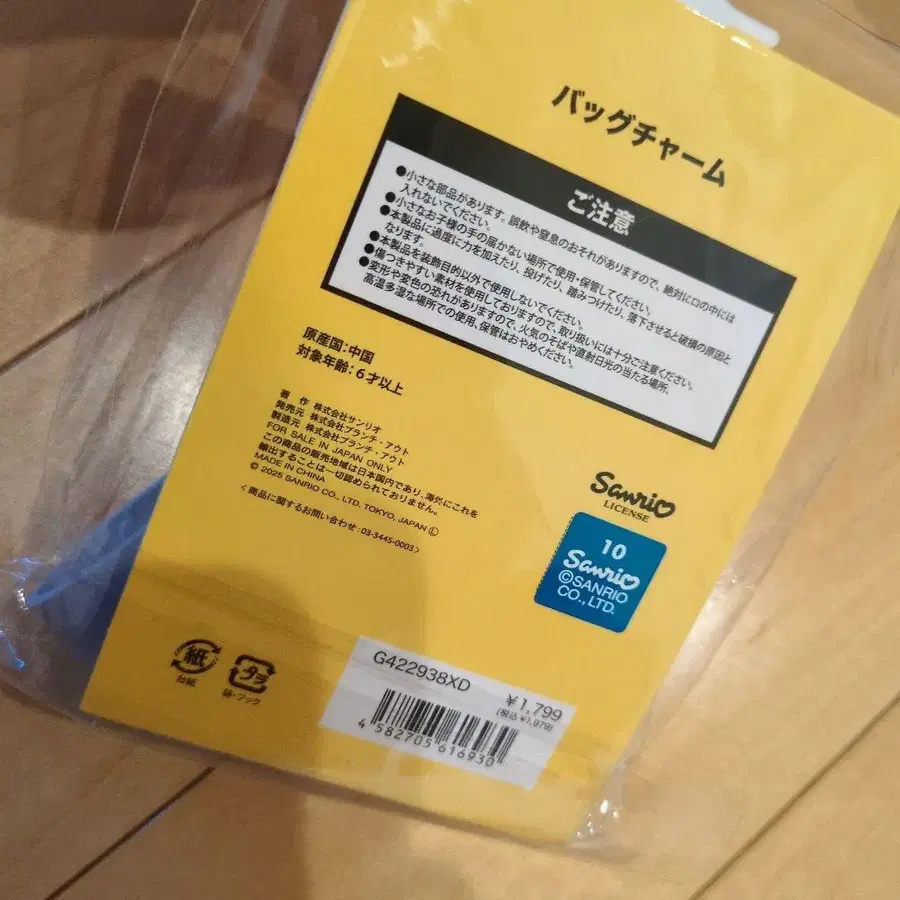 バッグチャーム
ご注意
●小さな部品があります。誤飲や窒息のおそれがありますので、絶対に口の中には
入れないでください。
●小さなお子様の手の届かない場所で使用・保管してください。
●本製品に過度に力を加えたり、投げたり、踏みつけたり、落下させると破損の原因と
なります。
●本製品を装飾目的以外で使用しないでください。
●傷つきやすい素材を使用しておりますので、取り扱いには十分ご注意ください。
●変形や変色の恐れがありますので、火気のそばや直射日光の当たる場所、
高温多湿な場所での使用、保管はおやめください。
原産国:中国
対象年齢:6才以上
著 作 株式会社サンリオ
発売元 株式会社ブランチ・アウト
製造元 株式会社ブランチ・アウト
FOR SALE IN JAPAN ONLY
この商品の販売地域は日本国内であり、海外にこれを
輸出することは一切認められておりません。
MADE IN CHINA
© 2025 SANRIO CO., LTD. TOKYO, JAPAN Ⓛ
<商品に関するお問い合わせ:03-3445-0003>
Sanrio
LICENSE
10
Sanrio
©SANRIO
CO., LTD.
紙
台紙
プラ
袋・フック
G422938XD
¥1,799
(税込 ¥1,979)
4 582705 616930